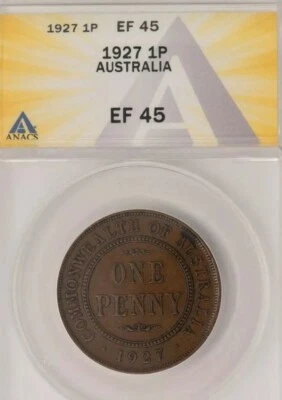 1927 1P EF 45
1927 1P
AUSTRALIA
EF 45
ANACS
COMMONWEALTH OF AUSTRALIA
ONE
PENNY
1927